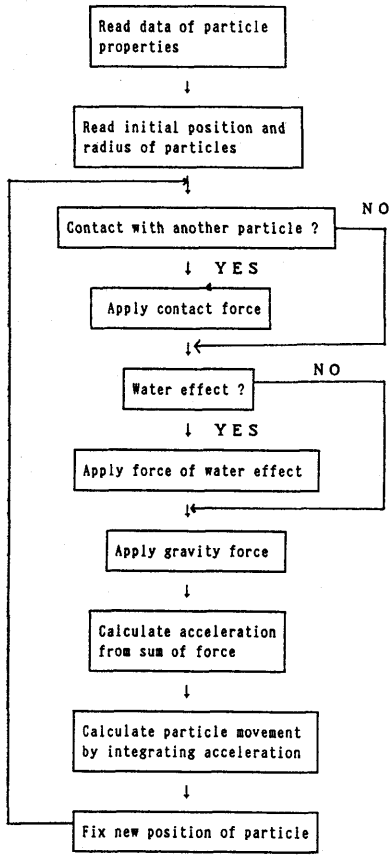 Read data of particle
properties
↓
Read initial position and
radius of particles
↓
Contact with another particle ?
NO
↓ YES
Apply contact force
↓
Water effect ?
NO
↓ YES
Apply force of water effect
↓
Apply gravity force
↓
Calculate acceleration
from sum of force
↓
Calculate particle movement
by integrating acceleration
↓
Fix new position of particle